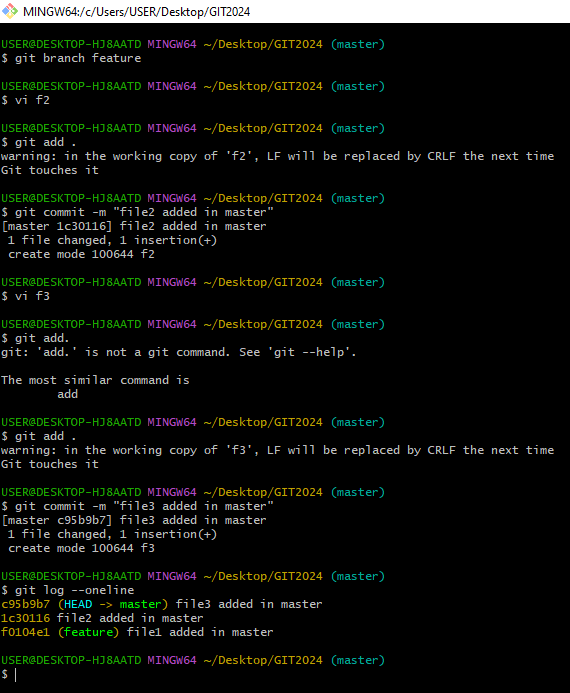 MINGW64:/c/Users/USER/Desktop/GIT2024
USER@DESKTOP-HJ8AATD MINGW64 ~/Desktop/GIT2024 (master)
$ git branch feature
USER@DESKTOP-HJ8AATD MINGW64 ~/Desktop/GIT2024 (master)
$ vi f2
USER@DESKTOP-HJ8AATD MINGW64 ~/Desktop/GIT2024 (master)
$ git add .
warning: in the working copy of 'f2', LF will be replaced by CRLF the next time
Git touches it
USER@DESKTOP-HJ8AATD MINGW64 ~/Desktop/GIT2024 (master)
$ git commit -m "file2 added in master"
[master 1c30116] file2 added in master
 1 file changed, 1 insertion(+)
 create mode 100644 f2
USER@DESKTOP-HJ8AATD MINGW64 ~/Desktop/GIT2024 (master)
$ vi f3
USER@DESKTOP-HJ8AATD MINGW64 ~/Desktop/GIT2024 (master)
$ git add.
git: 'add.' is not a git command. See 'git --help'.
The most similar command is
        add
USER@DESKTOP-HJ8AATD MINGW64 ~/Desktop/GIT2024 (master)
$ git add .
warning: in the working copy of 'f3', LF will be replaced by CRLF the next time
Git touches it
USER@DESKTOP-HJ8AATD MINGW64 ~/Desktop/GIT2024 (master)
$ git commit -m "file3 added in master"
[master c95b9b7] file3 added in master
 1 file changed, 1 insertion(+)
 create mode 100644 f3
USER@DESKTOP-HJ8AATD MINGW64 ~/Desktop/GIT2024 (master)
$ git log --oneline
c95b9b7 (HEAD -> master) file3 added in master
1c30116 file2 added in master
f0104e1 (feature) file1 added in master
USER@DESKTOP-HJ8AATD MINGW64 ~/Desktop/GIT2024 (master)
$